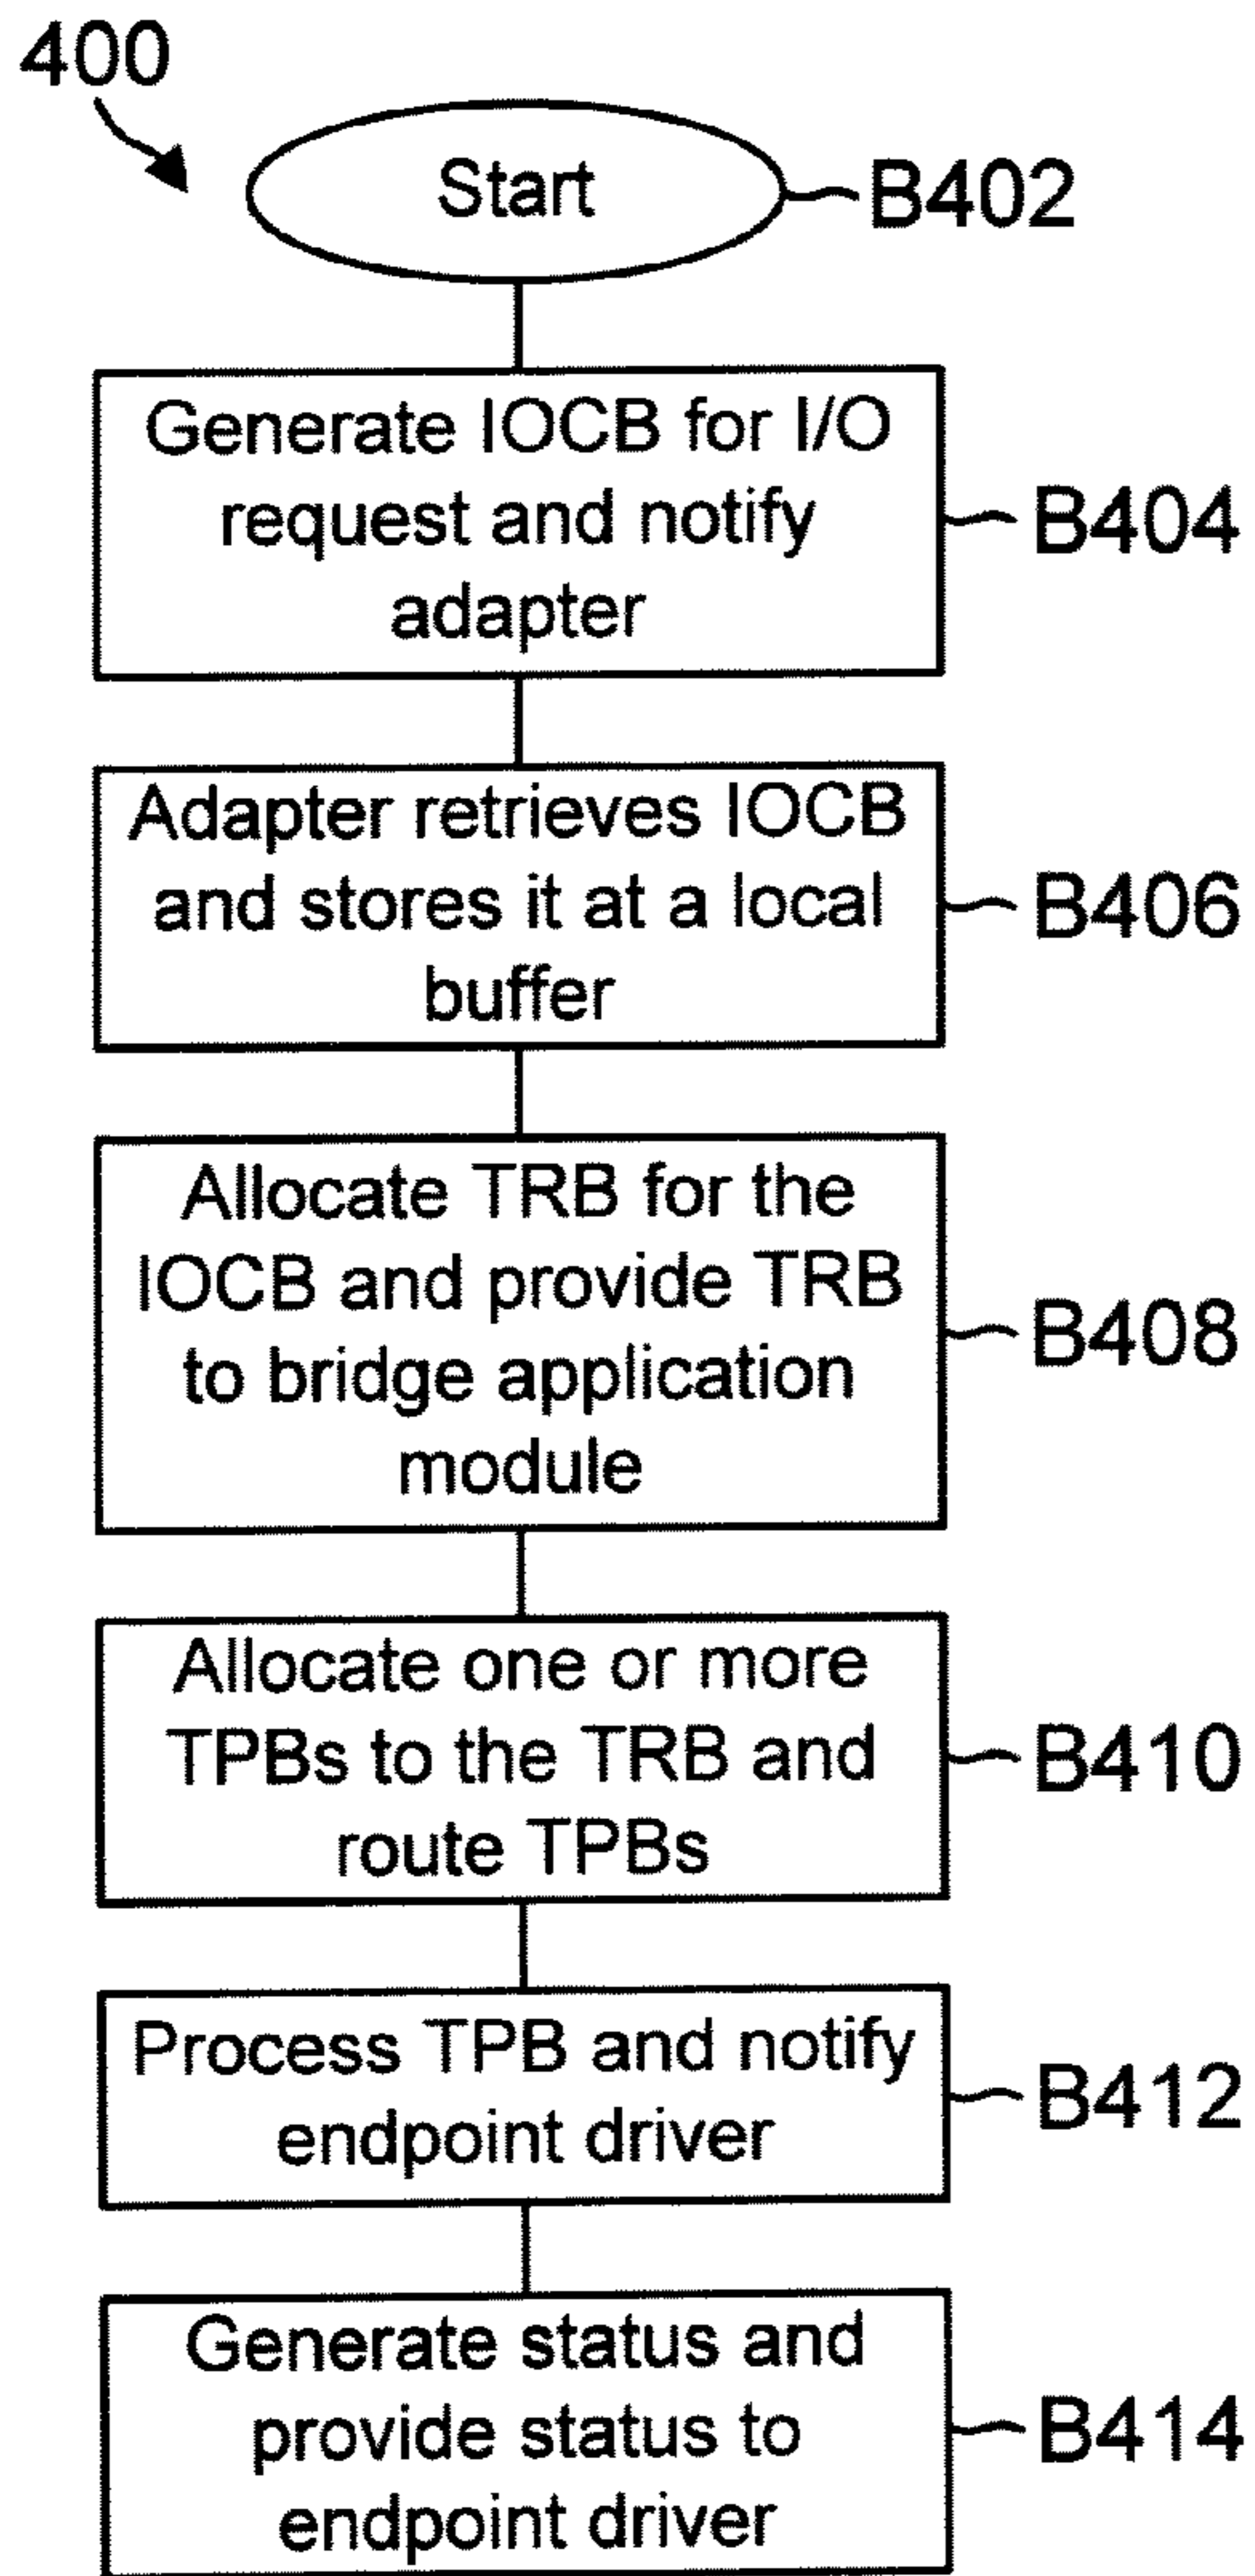 400
Start
B402
Generate IOCB for I/O
request and notify
adapter
B404
Adapter retrieves IOCB
and stores it at a local
buffer
B406
Allocate TRB for the
IOCB and provide TRB
to bridge application
module
B408
Allocate one or more
TPBs to the TRB and
route TPBs
B410
Process TPB and notify
endpoint driver
B412
Generate status and
provide status to
endpoint driver
B414